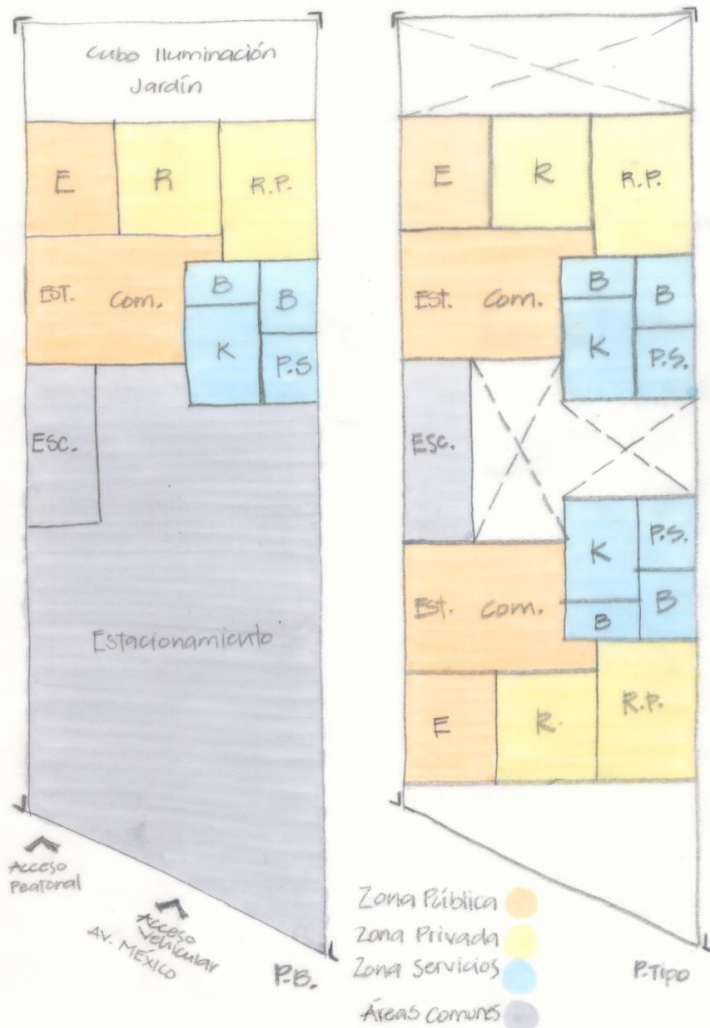 Cubo Iluminación
Jardín
E
R
R.P.
EST.
Com.
B
B
K
P.S
Esc.
Estacionamiento
Acceso
Peatonal
Acceso
Vehicular
AV. MÉXICO
P.B.
E
R
R.P.
Est.
Com.
B
B
K
P.S.
Esc.
K
P.S.
Est.
Com.
B
B
E
R.
R.P.
Zona Pública
Zona Privada
Zona Servicios
Áreas comunes
P.Tipo